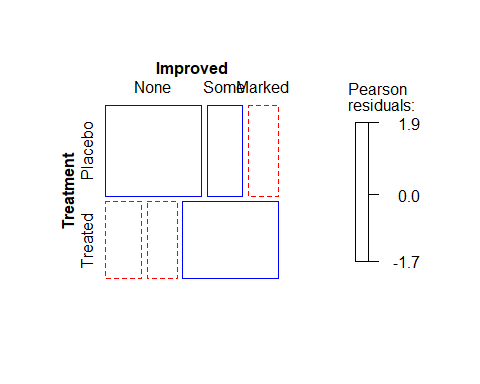 Improved
None Some Marked
Treatment
Placebo
Treated
Pearson
residuals:
1.9
0.0
-1.7